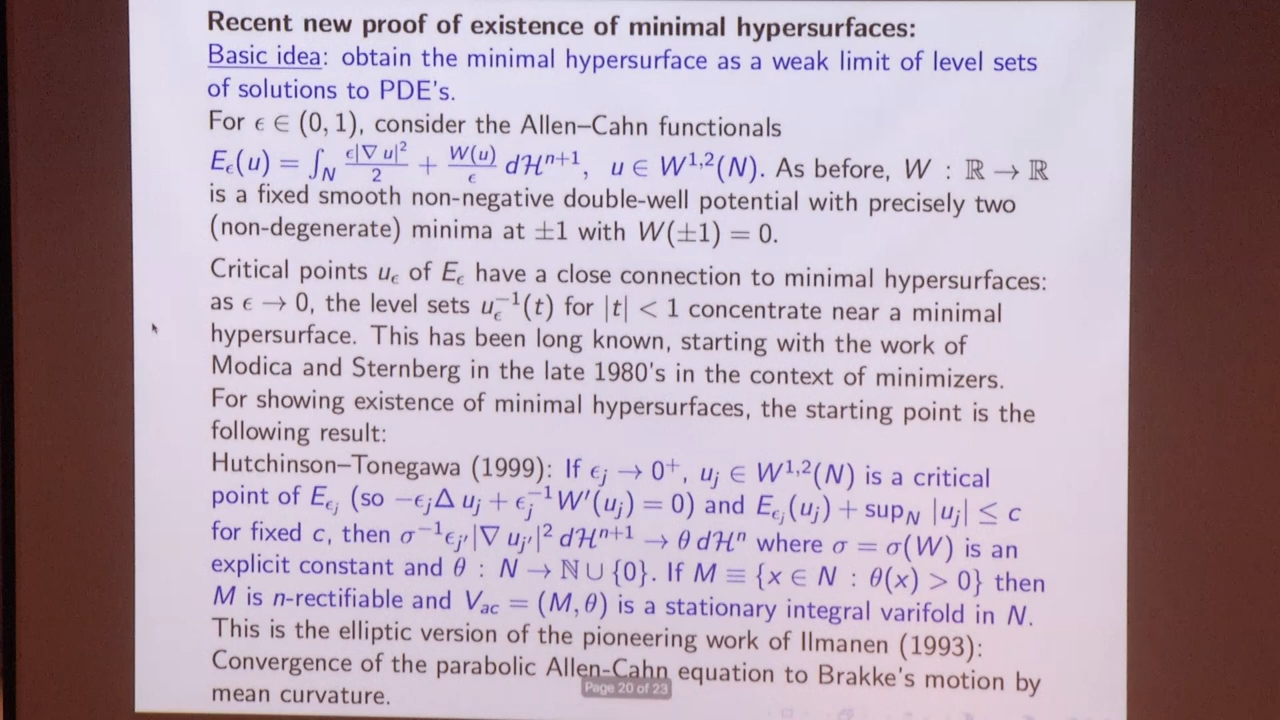 Recent new proof of existence of minimal hypersurfaces:
Basic idea: obtain the minimal hypersurface as a weak limit of level sets
of solutions to PDE's.
For ϵ ∈ (0, 1), consider the Allen–Cahn functionals
E_ϵ(u) = ∫_N ϵ|∇u|²/2 + W(u)/ϵ dℋⁿ⁺¹, u ∈ W^{1,2}(N). As before, W : ℝ → ℝ
is a fixed smooth non-negative double-well potential with precisely two
(non-degenerate) minima at ±1 with W(±1) = 0.
Critical points u_ϵ of E_ϵ have a close connection to minimal hypersurfaces:
as ϵ → 0, the level sets u_ϵ⁻¹(t) for |t| < 1 concentrate near a minimal
hypersurface. This has been long known, starting with the work of
Modica and Sternberg in the late 1980's in the context of minimizers.
For showing existence of minimal hypersurfaces, the starting point is the
following result:
Hutchinson–Tonegawa (1999): If ϵ_j → 0⁺, u_j ∈ W^{1,2}(N) is a critical
point of E_{ϵ_j} (so −ϵ_jΔ u_j + ϵ_j⁻¹W′(u_j) = 0) and E_{ϵ_j}(u_j) + sup_N |u_j| ≤ c
for fixed c, then σ⁻¹ϵ_{j′}|∇ u_{j′}|² dℋⁿ⁺¹ → θ dℋⁿ where σ = σ(W) is an
explicit constant and θ : N → ℕ ∪ {0}. If M ≡ {x ∈ N : θ(x) > 0} then
M is n-rectifiable and V_{ac} = (M, θ) is a stationary integral varifold in N.
This is the elliptic version of the pioneering work of Ilmanen (1993):
Convergence of the parabolic Allen-Cahn equation to Brakke's motion by
mean curvature.
Page 20 of 23